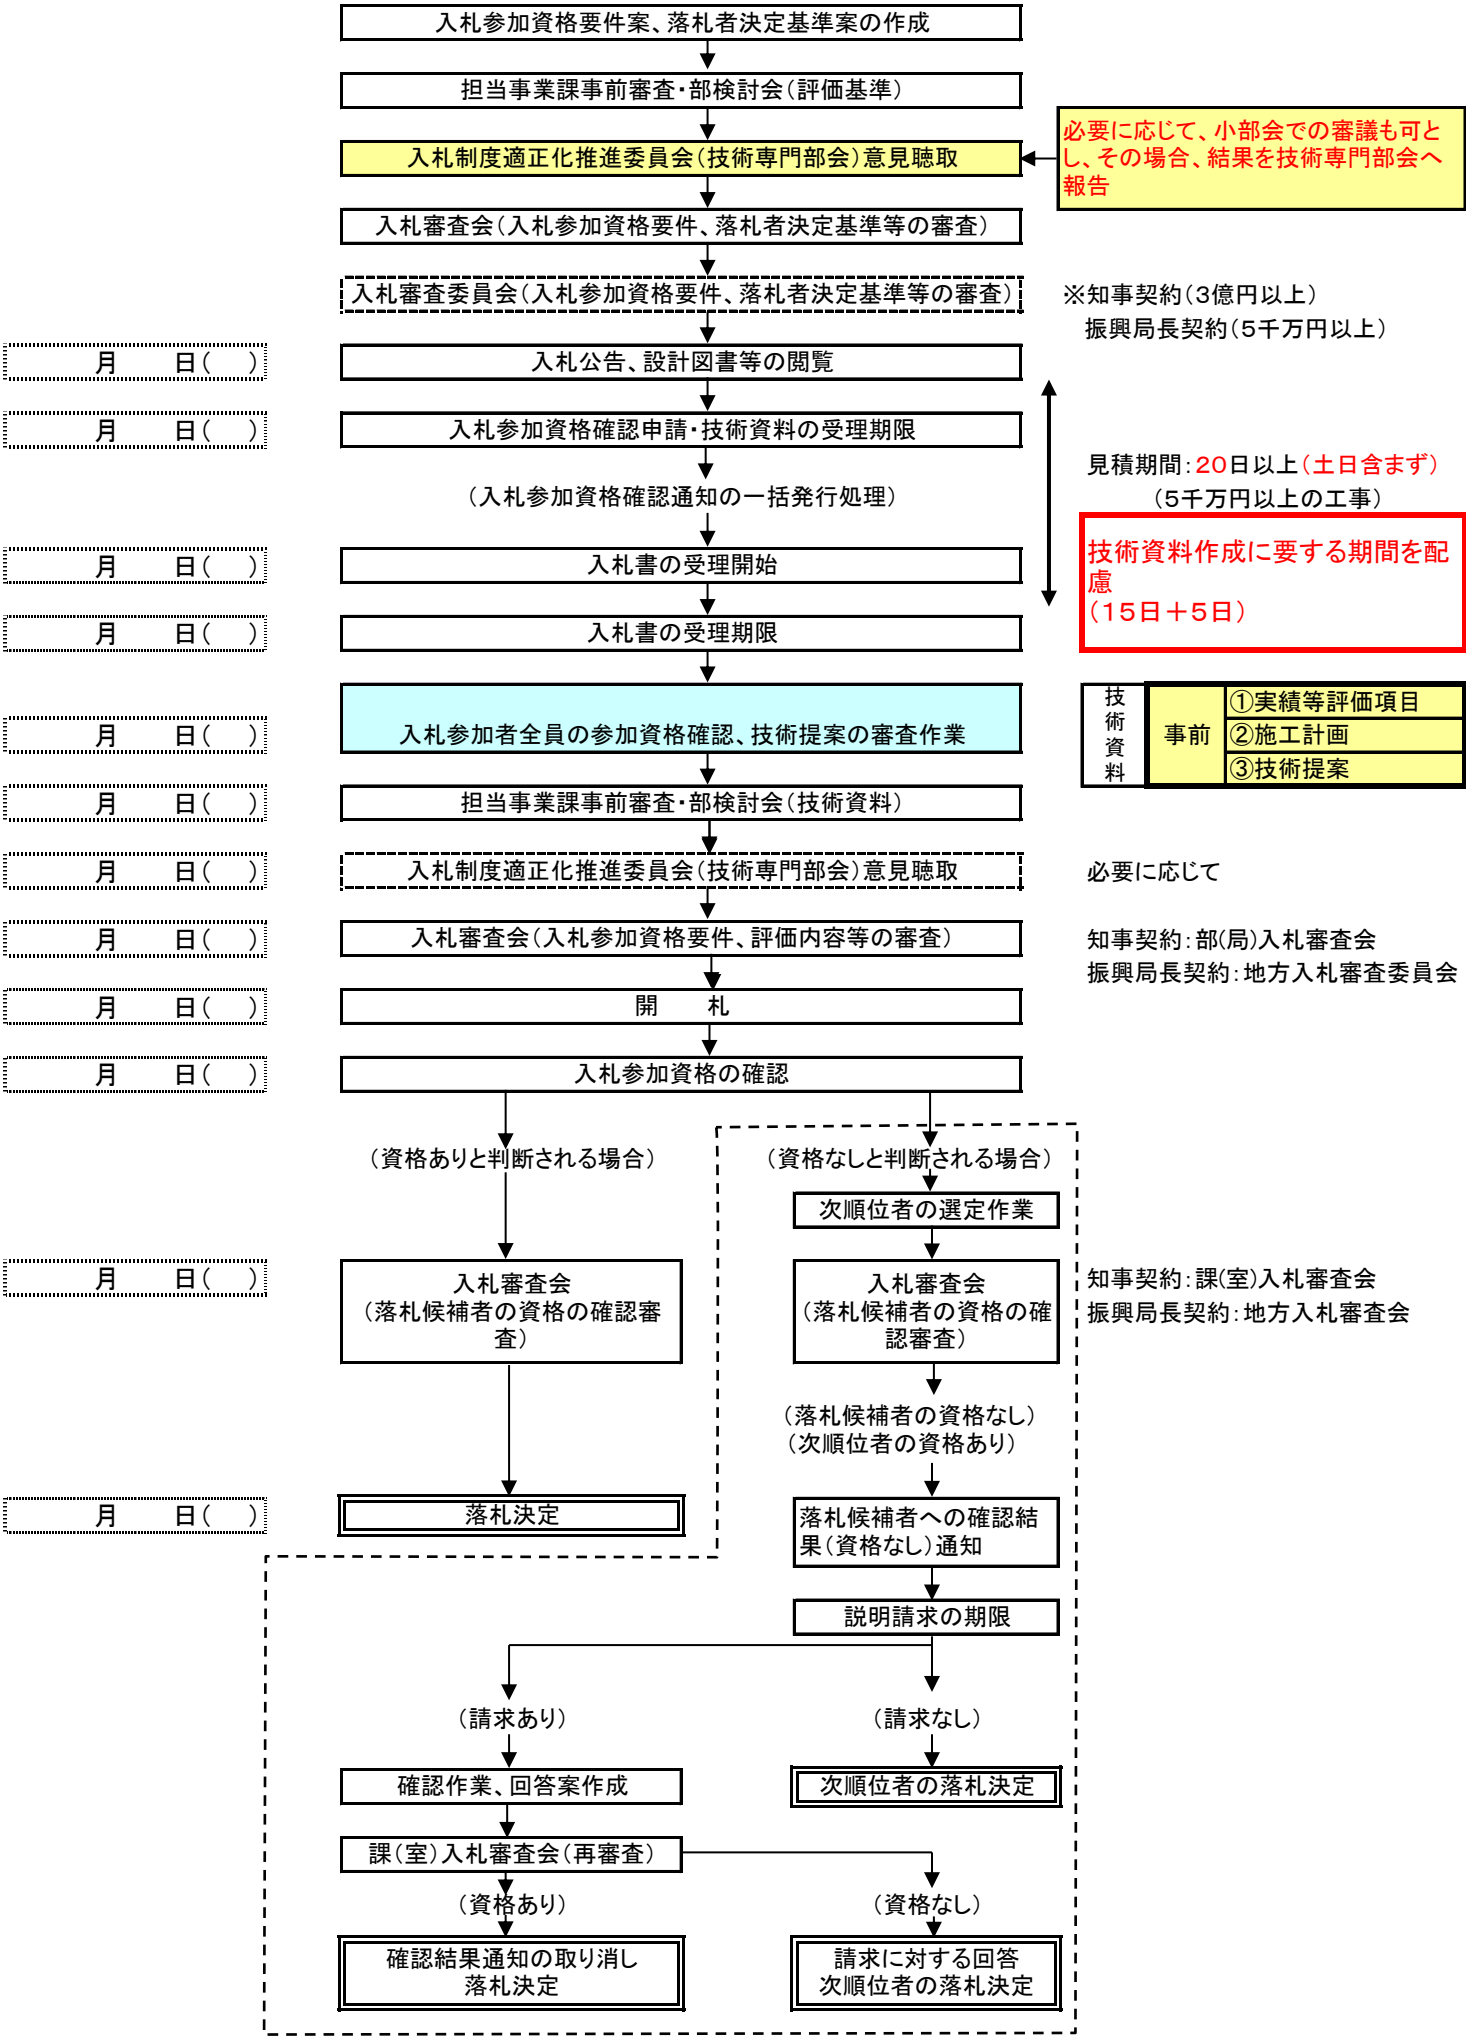 入札参加資格要件案、落札者決定基準案の作成
担当事業課事前審査・部検討会（評価基準）
入札制度適正化推進委員会（技術専門部会）意見聴取
必要に応じて、小部会での審議も可と
し、その場合、結果を技術専門部会へ
報告
入札審査会（入札参加資格要件、落札者決定基準等の審査）
入札審査委員会（入札参加資格要件、落札者決定基準等の審査）
※知事契約（３億円以上）
振興局長契約（５千万円以上）
月　日（　）
入札公告、設計図書等の閲覧
月　日（　）
入札参加資格確認申請・技術資料の受理期限
見積期間：２０日以上（土日含まず）
（５千万円以上の工事）
（入札参加資格確認通知の一括発行処理）
技術資料作成に要する期間を配
慮
（１５日＋５日）
月　日（　）
入札書の受理開始
月　日（　）
入札書の受理期限
月　日（　）
入札参加者全員の参加資格確認、技術提案の審査作業
技術資料
事前
①実績等評価項目
②施工計画
③技術提案
月　日（　）
担当事業課事前審査・部検討会（技術資料）
月　日（　）
入札制度適正化推進委員会（技術専門部会）意見聴取
必要に応じて
月　日（　）
入札審査会（入札参加資格要件、評価内容等の審査）
知事契約：部(局)入札審査会
振興局長契約：地方入札審査委員会
月　日（　）
開　札
月　日（　）
入札参加資格の確認
（資格ありと判断される場合）
（資格なしと判断される場合）
次順位者の選定作業
月　日（　）
入札審査会
（落札候補者の資格の確認審
査）
入札審査会
（落札候補者の資格の確
認審査）
知事契約：課(室)入札審査会
振興局長契約：地方入札審査会
（落札候補者の資格なし）
（次順位者の資格あり）
月　日（　）
落札決定
落札候補者への確認結
果（資格なし）通知
説明請求の期限
（請求あり）
（請求なし）
確認作業、回答案作成
次順位者の落札決定
課（室）入札審査会（再審査）
（資格あり）
（資格なし）
確認結果通知の取り消し
落札決定
請求に対する回答
次順位者の落札決定